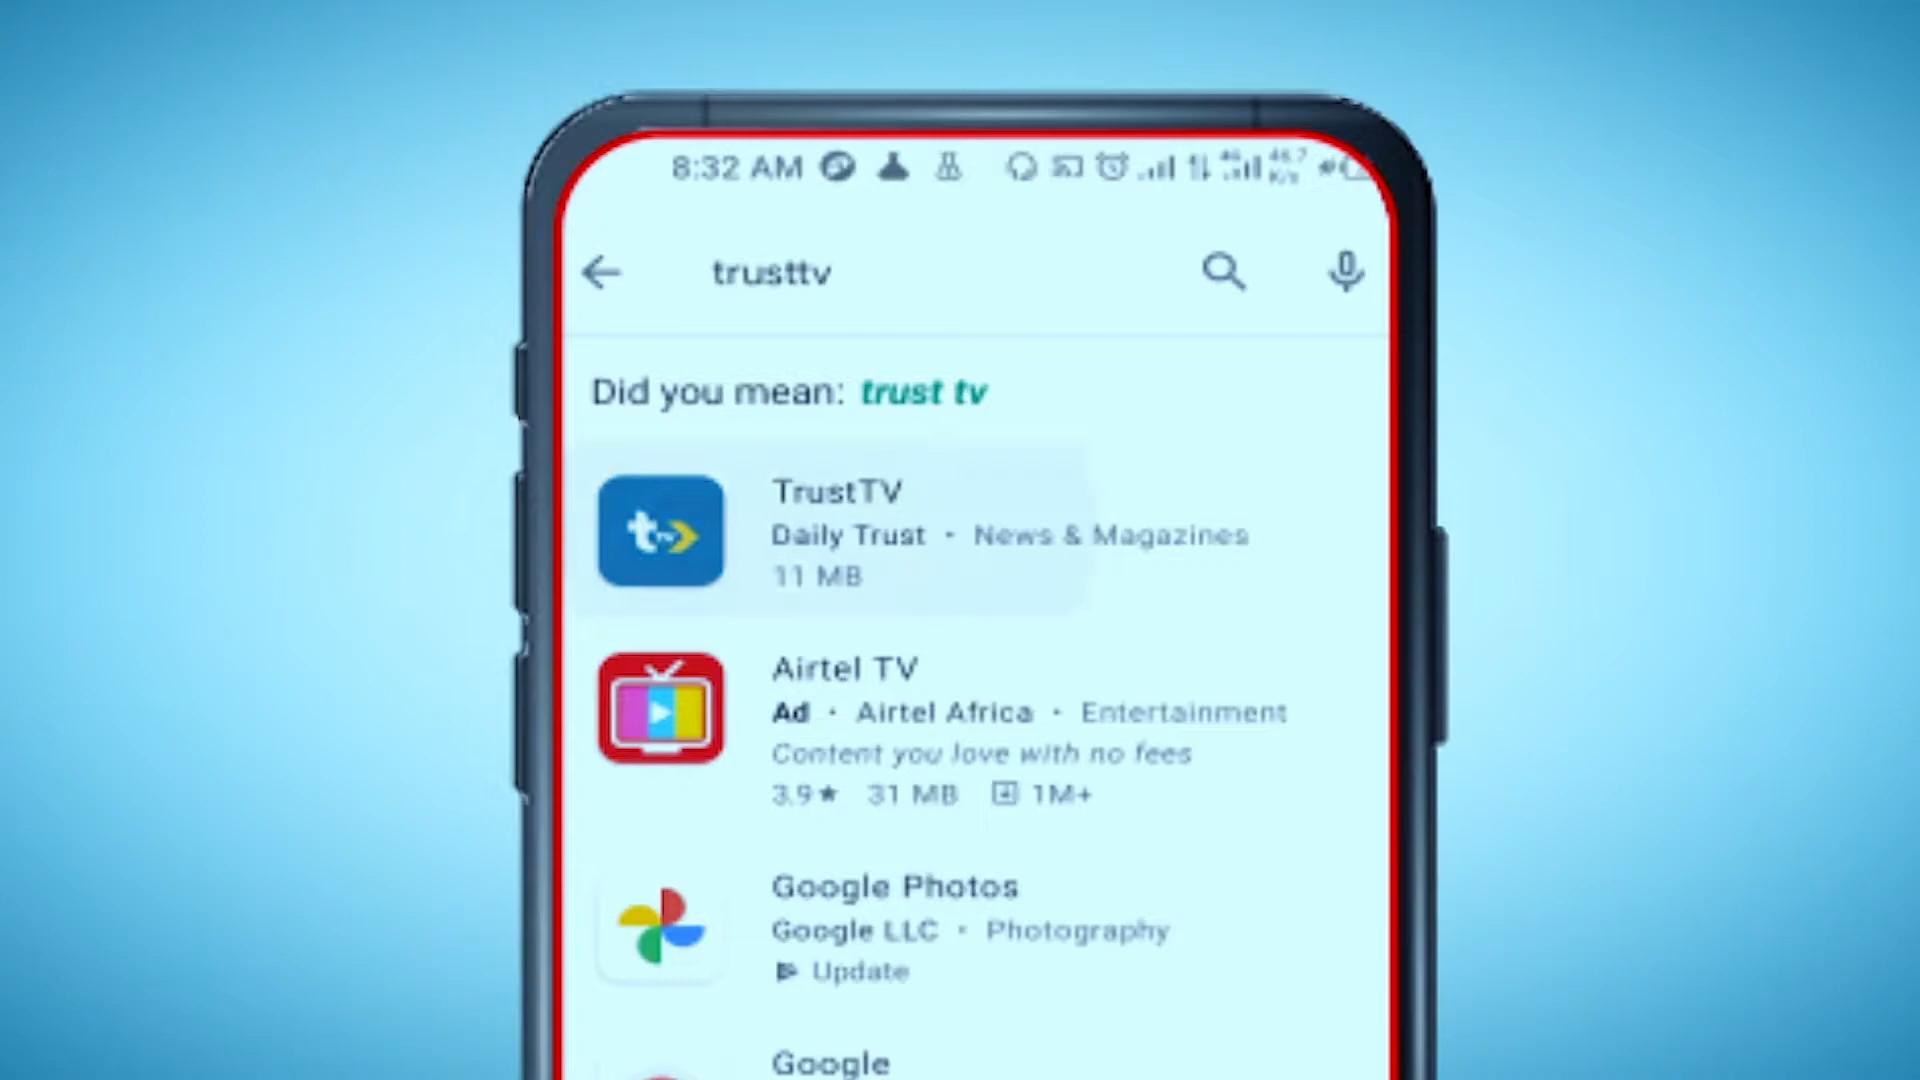 8:32 AM
trusttv
Did you mean: trust tv
TrustTV
Daily Trust · News & Magazines
11 MB
Airtel TV
Ad · Airtel Africa · Entertainment
Content you love with no fees
3.9★ 31 MB 1M+
Google Photos
Google LLC · Photography
Update
Google